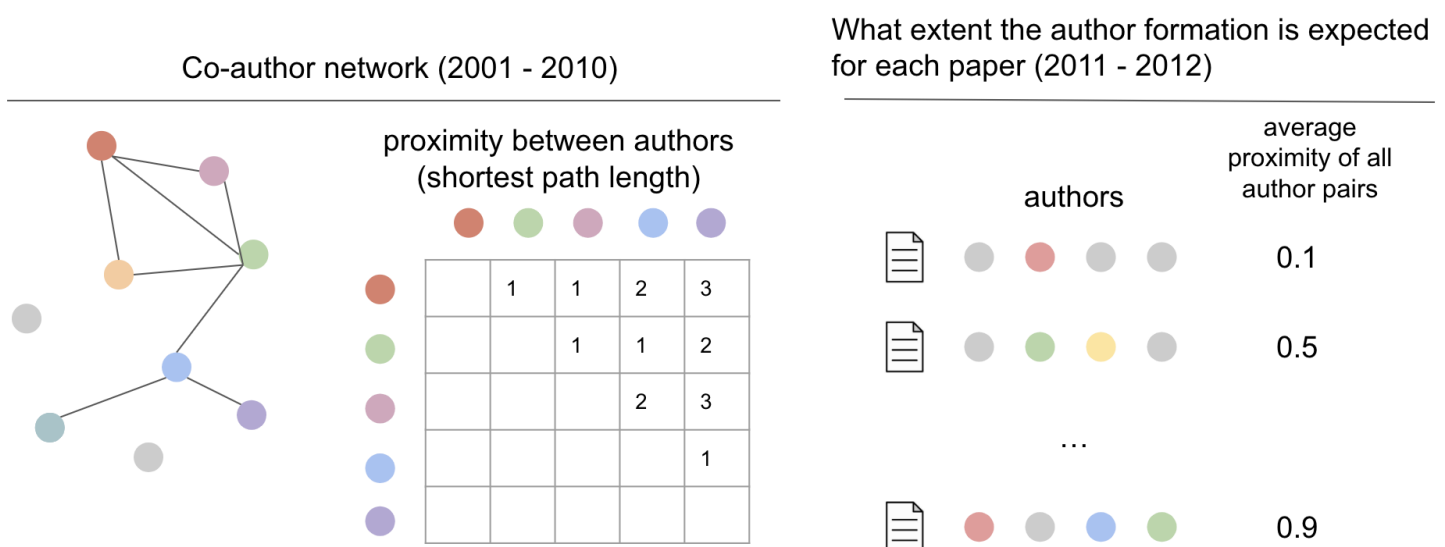 Co-author network (2001 - 2010)
proximity between authors
(shortest path length)
1 1 2 3
1 1 2
2 3
1
What extent the author formation is expected
for each paper (2011 - 2012)
authors
average
proximity of all
author pairs
0.1
0.5
...
0.9